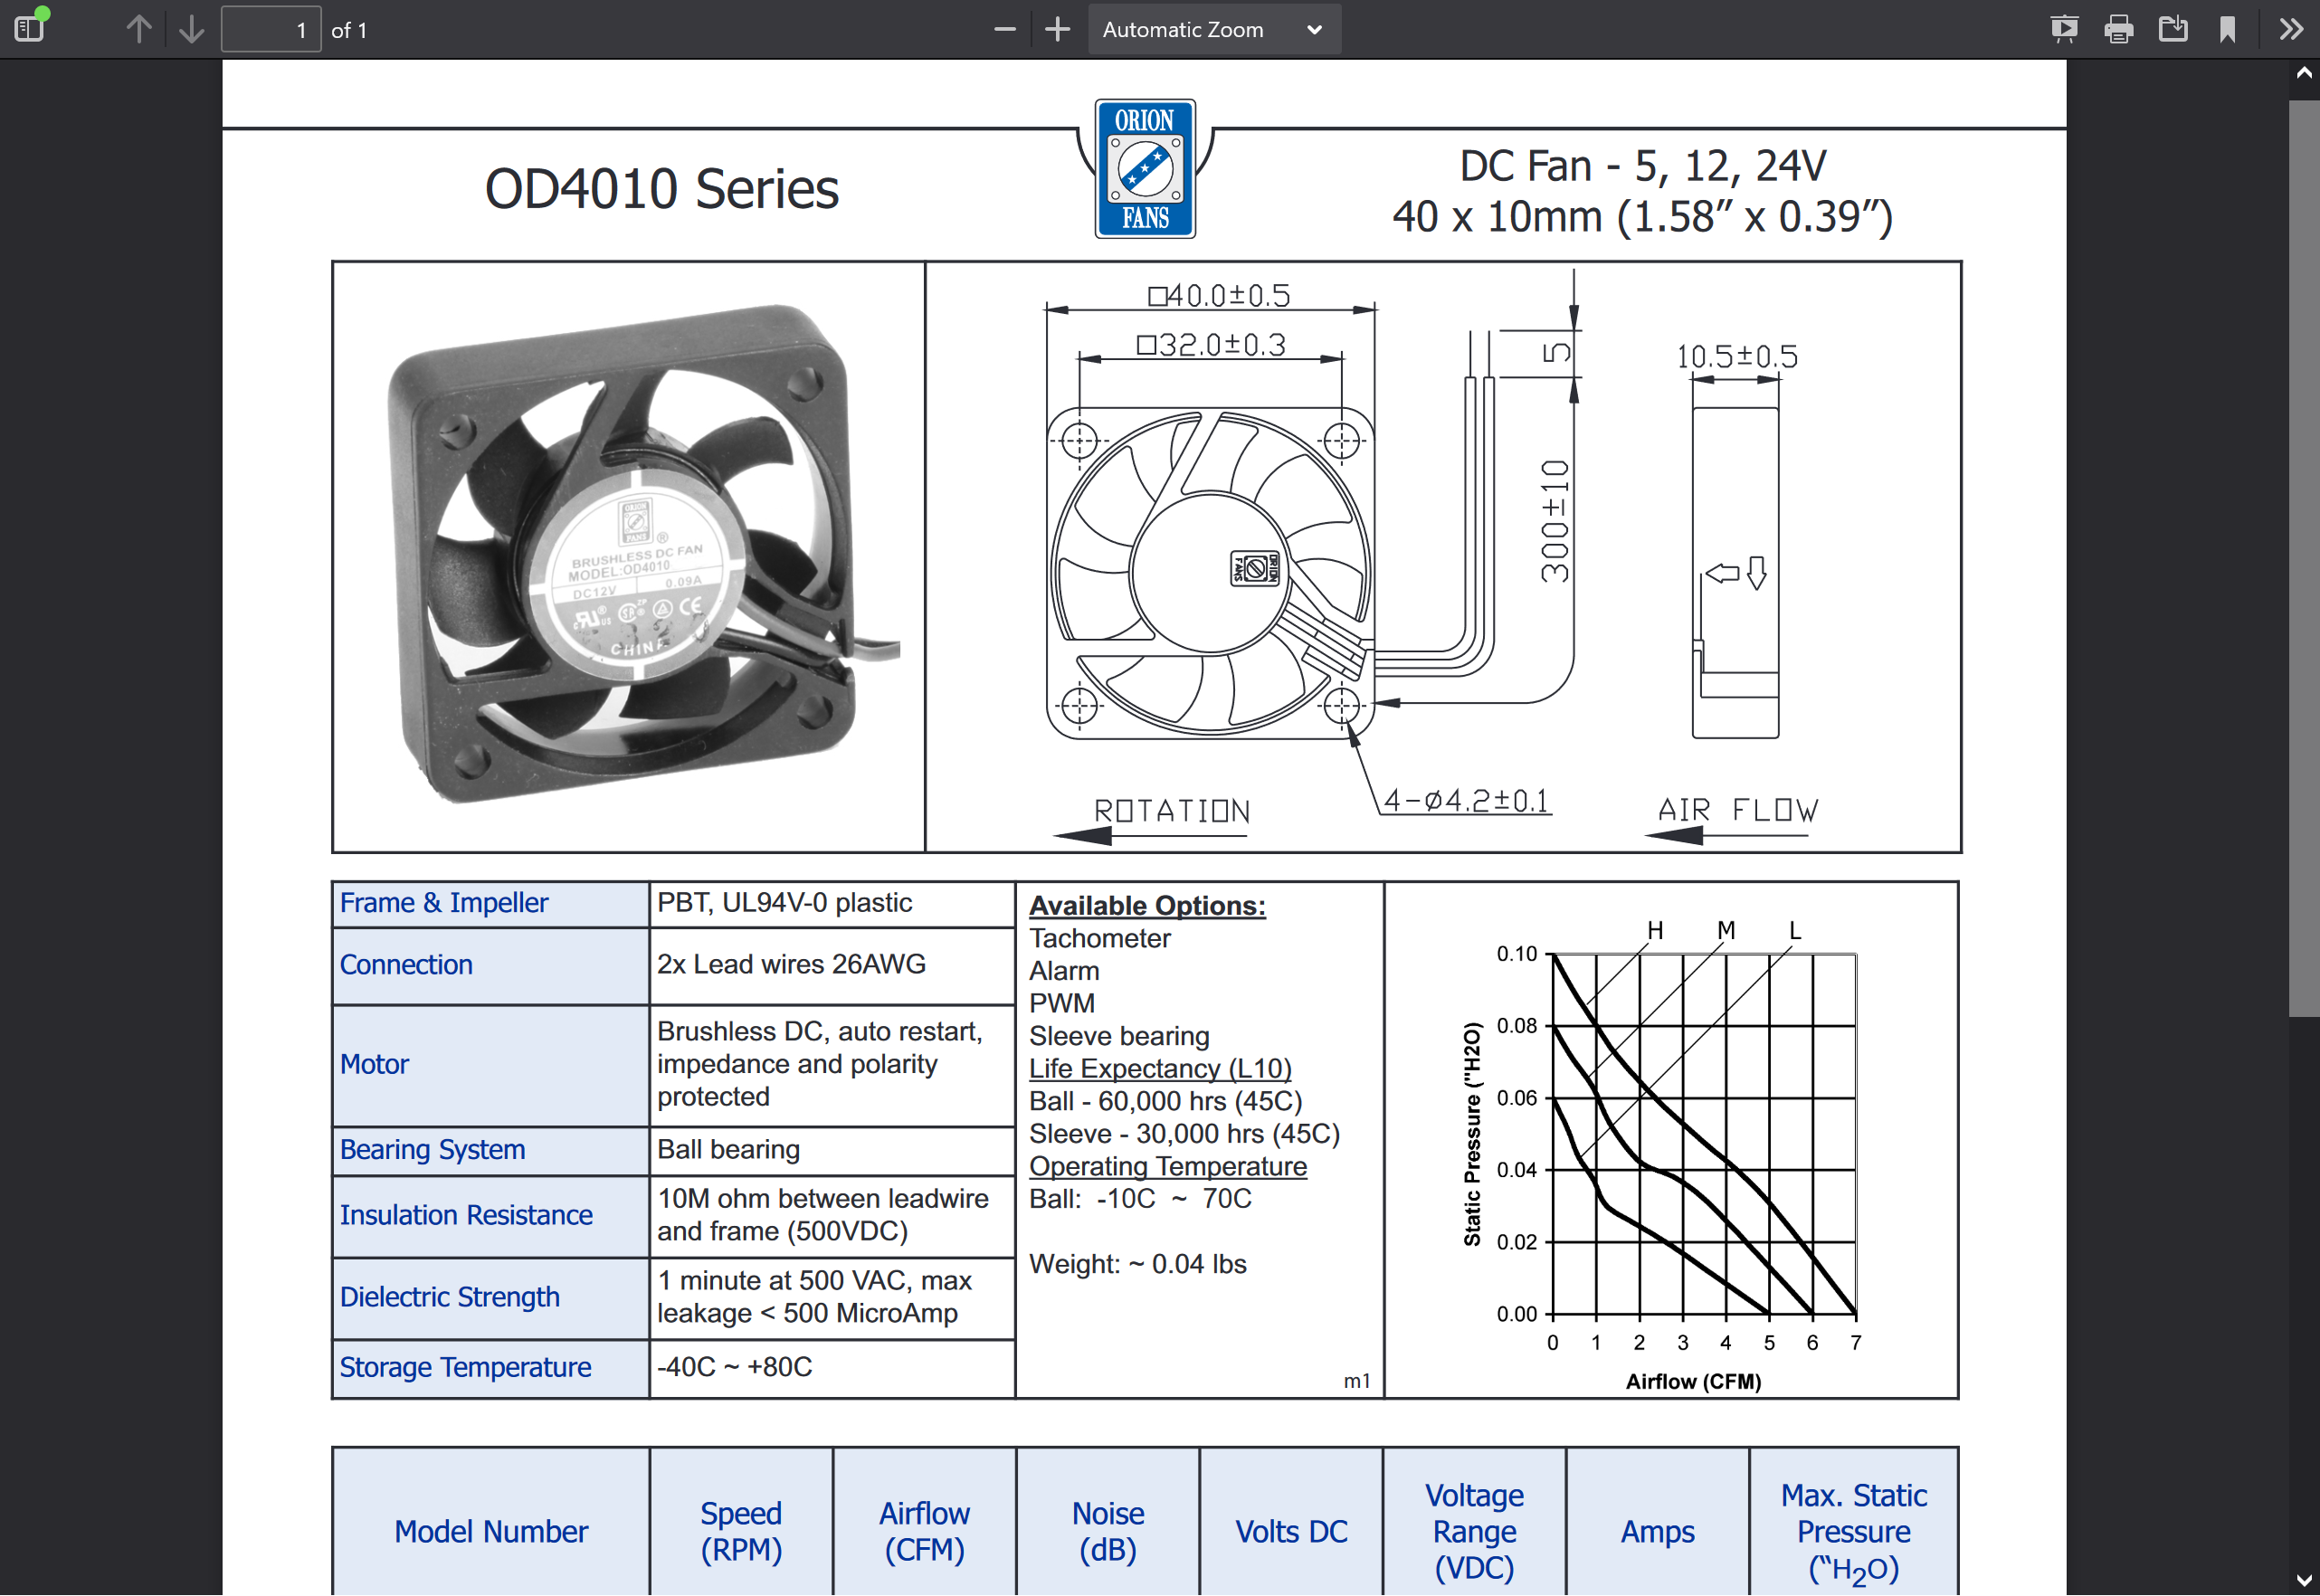 1 of 1
Automatic Zoom
OD4010 Series
ORION
FANS
DC Fan - 5, 12, 24V
40 x 10mm (1.58” x 0.39”)
ORION
FANS
®
BRUSHLESS DC FAN
MODEL:OD4010
DC12V 0.09A
CHINA
□40.0±0.5
□32.0±0.3
5
300±10
10.5±0.5
ORION
FANS
4-ø4.2±0.1
ROTATION
AIR FLOW
Frame & Impeller
PBT, UL94V-0 plastic
Connection
2x Lead wires 26AWG
Motor
Brushless DC, auto restart,
impedance and polarity
protected
Bearing System
Ball bearing
Insulation Resistance
10M ohm between leadwire
and frame (500VDC)
Dielectric Strength
1 minute at 500 VAC, max
leakage < 500 MicroAmp
Storage Temperature
-40C ~ +80C
Available Options:
Tachometer
Alarm
PWM
Sleeve bearing
Life Expectancy (L10)
Ball - 60,000 hrs (45C)
Sleeve - 30,000 hrs (45C)
Operating Temperature
Ball: -10C ~ 70C
Weight: ~ 0.04 lbs
m1
H M L
Static Pressure ("H2O)
0.10
0.08
0.06
0.04
0.02
0.00
0 1 2 3 4 5 6 7
Airflow (CFM)
Model Number
Speed
(RPM)
Airflow
(CFM)
Noise
(dB)
Volts DC
Voltage
Range
(VDC)
Amps
Max. Static
Pressure
(“H2O)